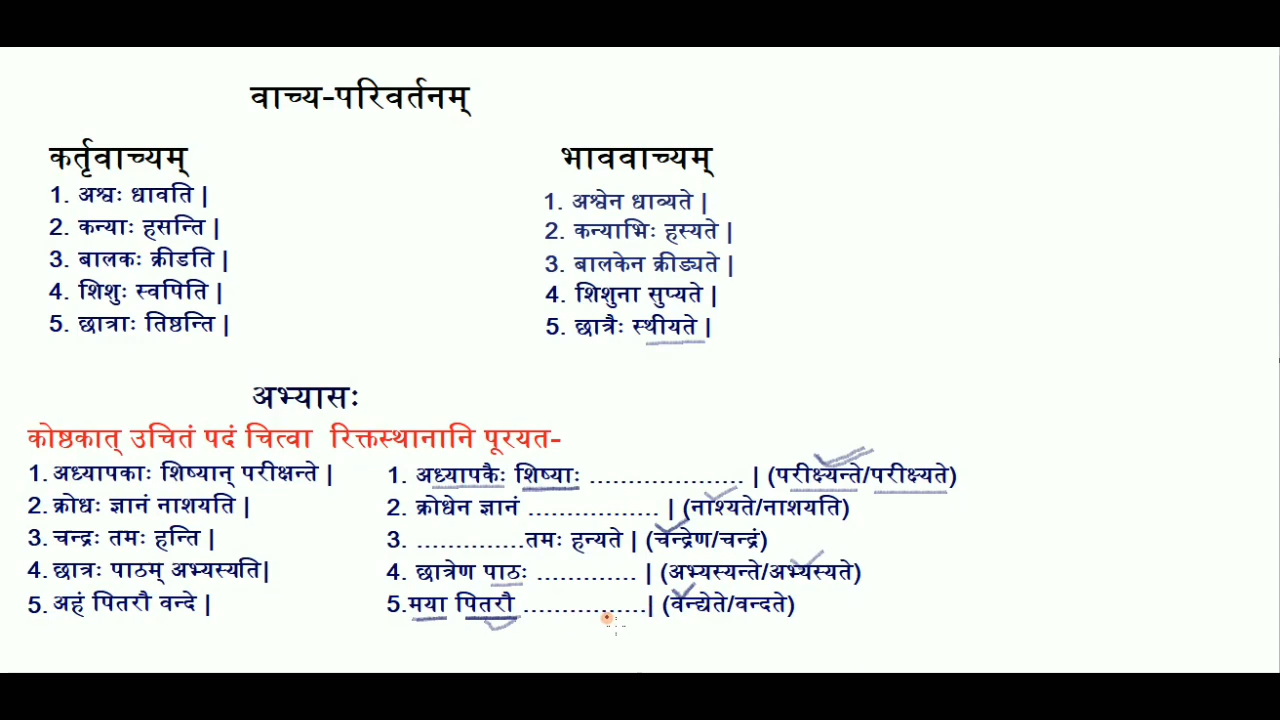 वाच्य-परिवर्तनम्
कर्तृवाच्यम्
1. अश्वः धावति |
2. कन्याः हसन्ति |
3. बालकः क्रीडति |
4. शिशुः स्वपिति |
5. छात्राः तिष्ठन्ति |
भाववाच्यम्
1. अश्वेन धाव्यते |
2. कन्याभिः हस्यते |
3. बालकेन क्रीड्यते |
4. शिशुना सुप्यते |
5. छात्रैः स्थीयते |
अभ्यासः
कोष्ठकात् उचितं पदं चित्वा रिक्तस्थानानि पूरयत-
1. अध्यापकाः शिष्यान् परीक्षन्ते |
2. क्रोधः ज्ञानं नाशयति |
3. चन्द्रः तमः हन्ति |
4. छात्रः पाठम् अभ्यस्यति|
5. अहं पितरौ वन्दे |
1. अध्यापकैः शिष्याः ...................... | (परीक्ष्यन्ते/परीक्ष्यते)
2. क्रोधेन ज्ञानं .................. | (नाश्यते/नाशयति)
3. ...............तमः हन्यते | (चन्द्रेण/चन्द्रं)
4. छात्रेण पाठः .............. | (अभ्यस्यन्ते/अभ्यस्यते)
5.मया पितरौ .................| (वन्द्येते/वन्दते)